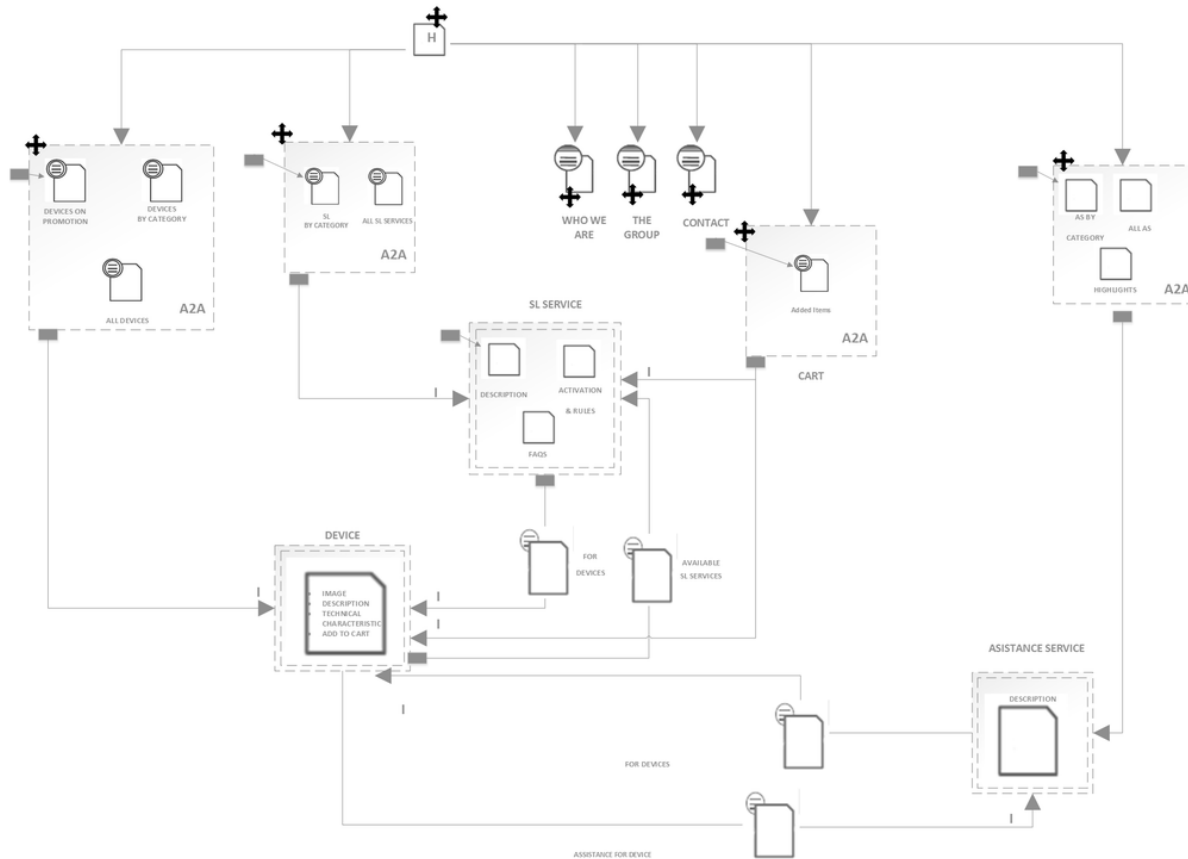 H
DEVICES ON
PROMOTION
DEVICES
BY CATEGORY
ALL DEVICES
A2A
SL
BY CATEGORY
ALL SL SERVICES
A2A
WHO WE
ARE
THE
GROUP
CONTACT
Added Items
A2A
CART
AS BY
CATEGORY
ALL AS
HIGHLIGHTS
A2A
SL SERVICE
DESCRIPTION
ACTIVATION
& RULES
FAQS
I
I
DEVICE
IMAGE
DESCRIPTION
TECHNICAL
CHARACTERISTIC
ADD TO CART
FOR
DEVICES
AVAILABLE
SL SERVICES
I
I
I
I
ASISTANCE SERVICE
DESCRIPTION
FOR DEVICES
I
ASSISTANCE FOR DEVICE